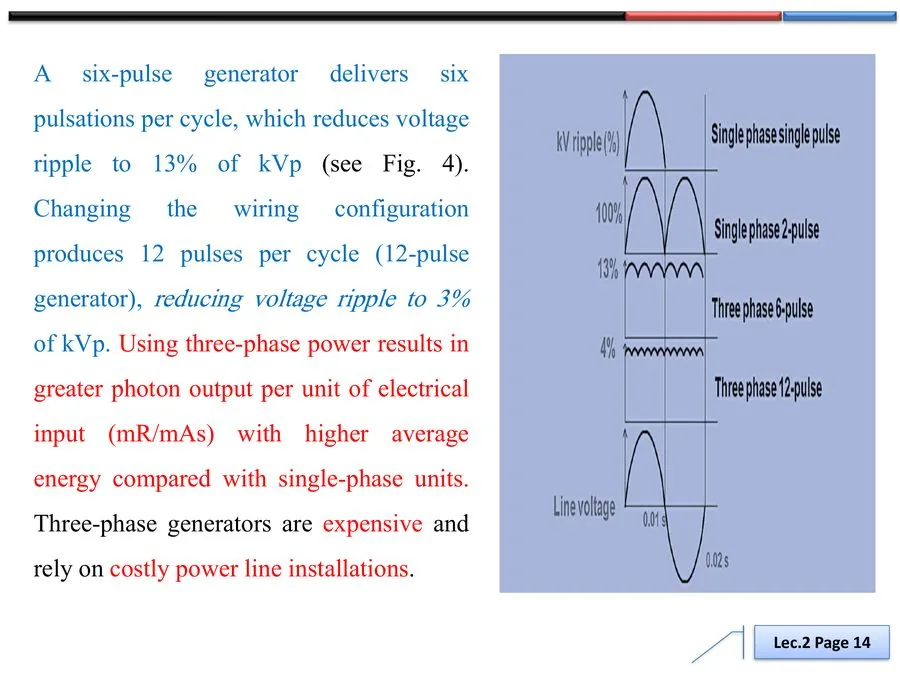 A six-pulse generator delivers six
pulsations per cycle, which reduces voltage
ripple to 13% of kVp (see Fig. 4).
Changing the wiring configuration
produces 12 pulses per cycle (12-pulse
generator), reducing voltage ripple to 3%
of kVp. Using three-phase power results in
greater photon output per unit of electrical
input (mR/mAs) with higher average
energy compared with single-phase units.
Three-phase generators are expensive and
rely on costly power line installations.
kV ripple (%)
Single phase single pulse
100%
Single phase 2-pulse
13%
Three phase 6-pulse
4%
Three phase 12-pulse
Line voltage
0.01 s
0.02 s
Lec.2 Page 14